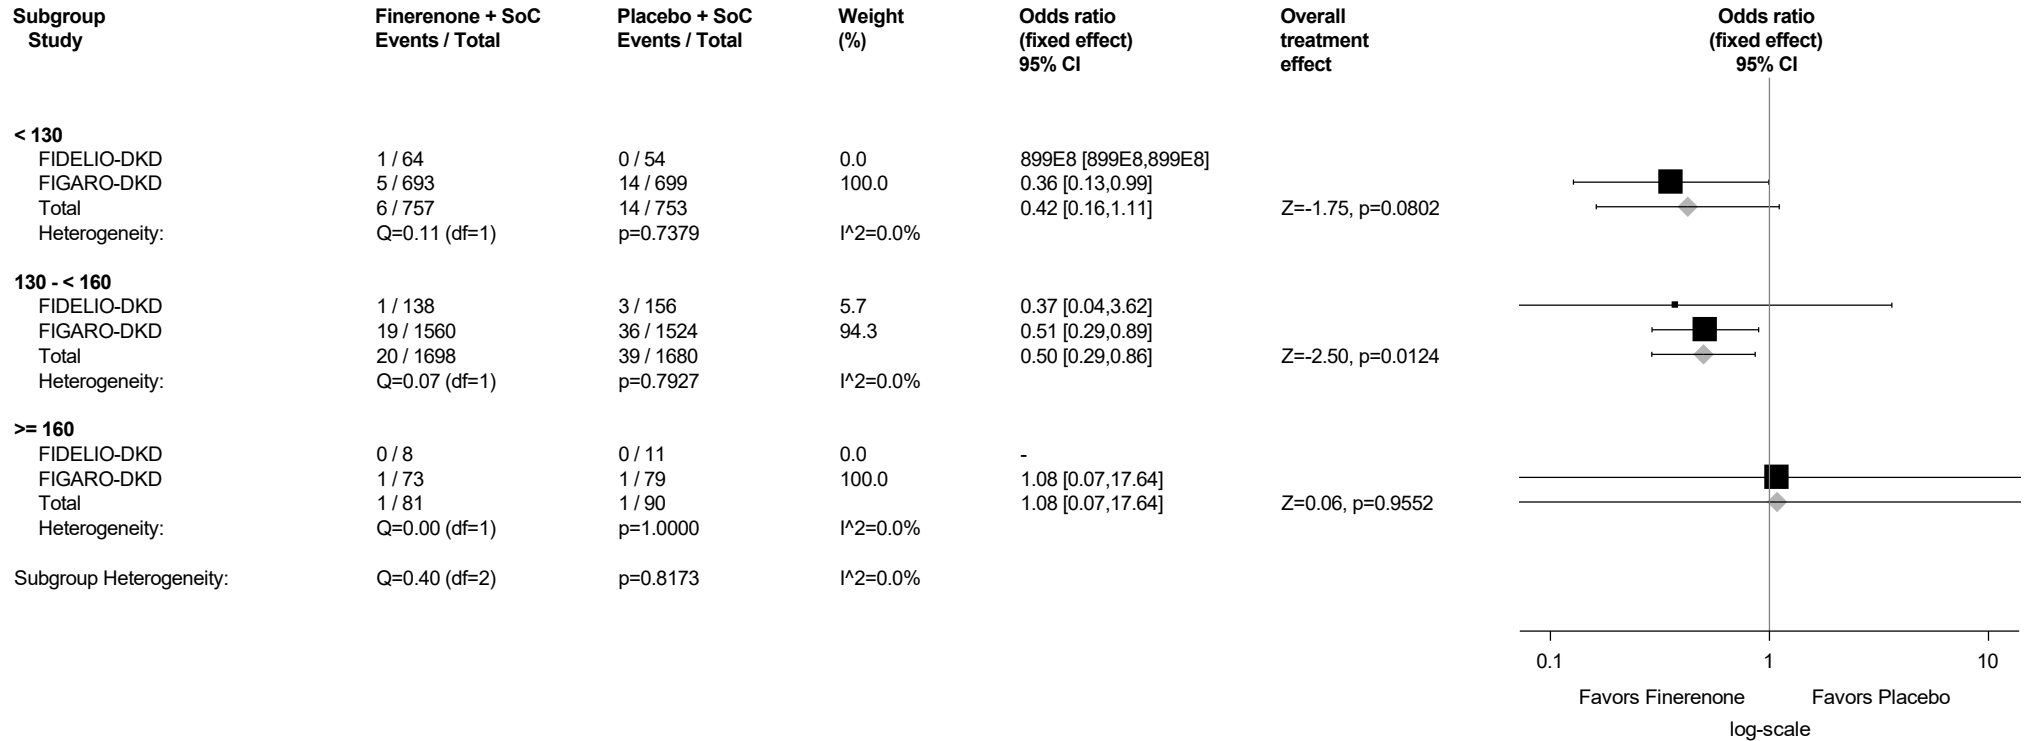 Subgroup Finerenone + SoC Placebo + SoC Weight Odds ratio Overall Odds ratio
Study Events / Total Events / Total (%) (fixed effect) treatment (fixed effect)
95% CI effect 95% CI
< 130
FIDELIO-DKD 1 / 64 0 / 54 0.0 899E8 [899E8,899E8]
FIGARO-DKD 5 / 693 14 / 699 100.0 0.36 [0.13,0.99]
Total 6 / 757 14 / 753 0.42 [0.16,1.11] Z=-1.75, p=0.0802
Heterogeneity: Q=0.11 (df=1) p=0.7379 I^2=0.0%
130 - < 160
FIDELIO-DKD 1 / 138 3 / 156 5.7 0.37 [0.04,3.62]
FIGARO-DKD 19 / 1560 36 / 1524 94.3 0.51 [0.29,0.89]
Total 20 / 1698 39 / 1680 0.50 [0.29,0.86] Z=-2.50, p=0.0124
Heterogeneity: Q=0.07 (df=1) p=0.7927 I^2=0.0%
>= 160
FIDELIO-DKD 0 / 8 0 / 11 0.0 -
FIGARO-DKD 1 / 73 1 / 79 100.0 1.08 [0.07,17.64]
Total 1 / 81 1 / 90 1.08 [0.07,17.64] Z=0.06, p=0.9552
Heterogeneity: Q=0.00 (df=1) p=1.0000 I^2=0.0%
Subgroup Heterogeneity: Q=0.40 (df=2) p=0.8173 I^2=0.0%
0.1 1 10
Favors Finerenone Favors Placebo
log-scale